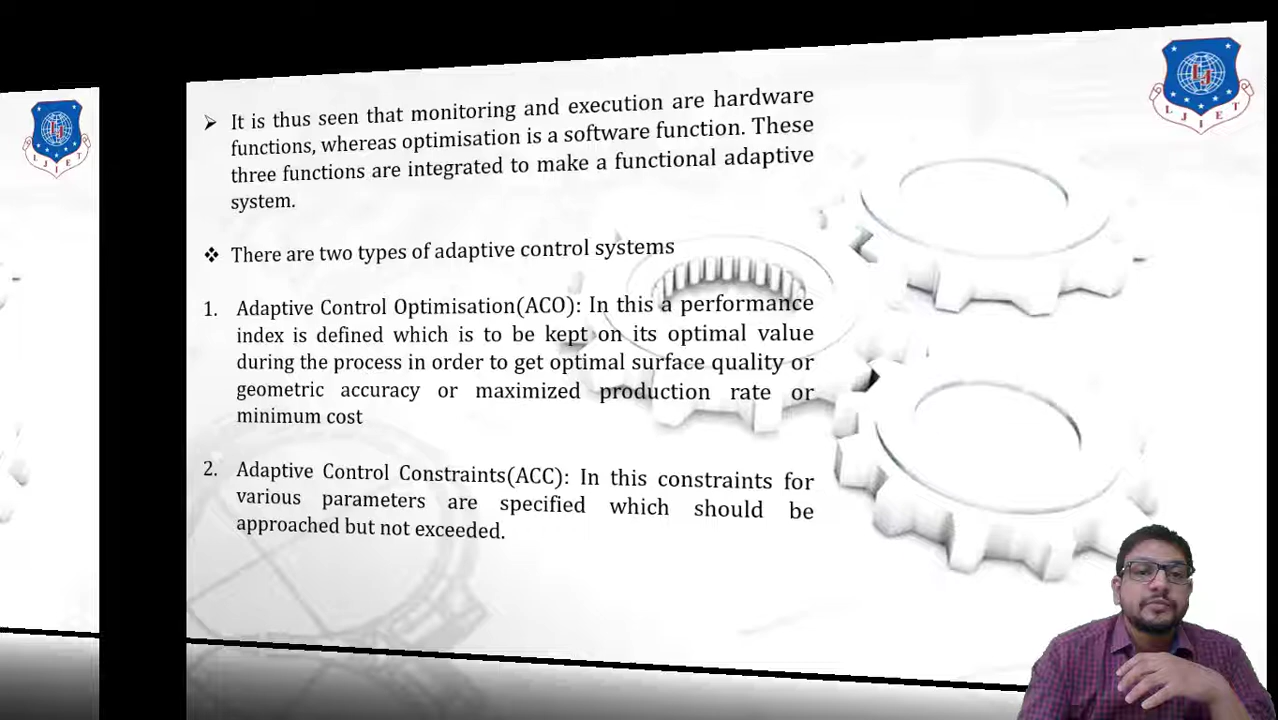 LJIET
LJIET
➢ It is thus seen that monitoring and execution are hardware
functions, whereas optimisation is a software function. These
three functions are integrated to make a functional adaptive
system.
❖ There are two types of adaptive control systems
1. Adaptive Control Optimisation(ACO): In this a performance
index is defined which is to be kept on its optimal value
during the process in order to get optimal surface quality or
geometric accuracy or maximized production rate or
minimum cost
2. Adaptive Control Constraints(ACC): In this constraints for
various parameters are specified which should be
approached but not exceeded.